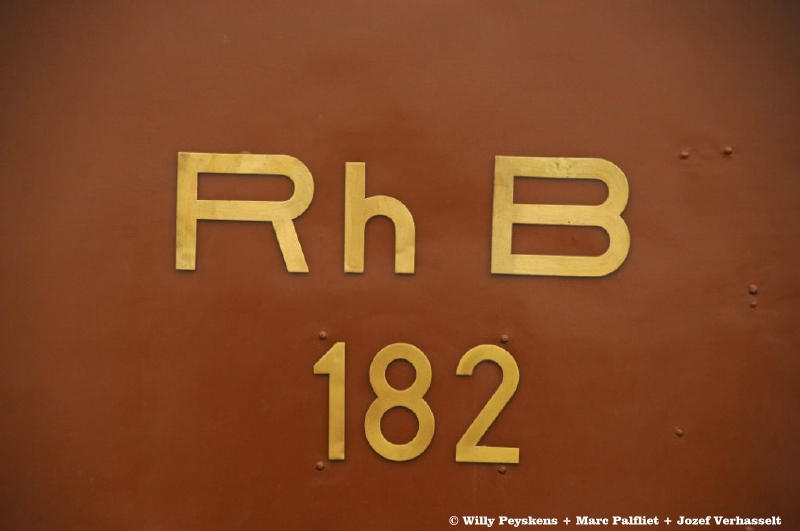 Rh B
182
© Willy Peyskens + Marc Palfliet + Jozef Verhasselt